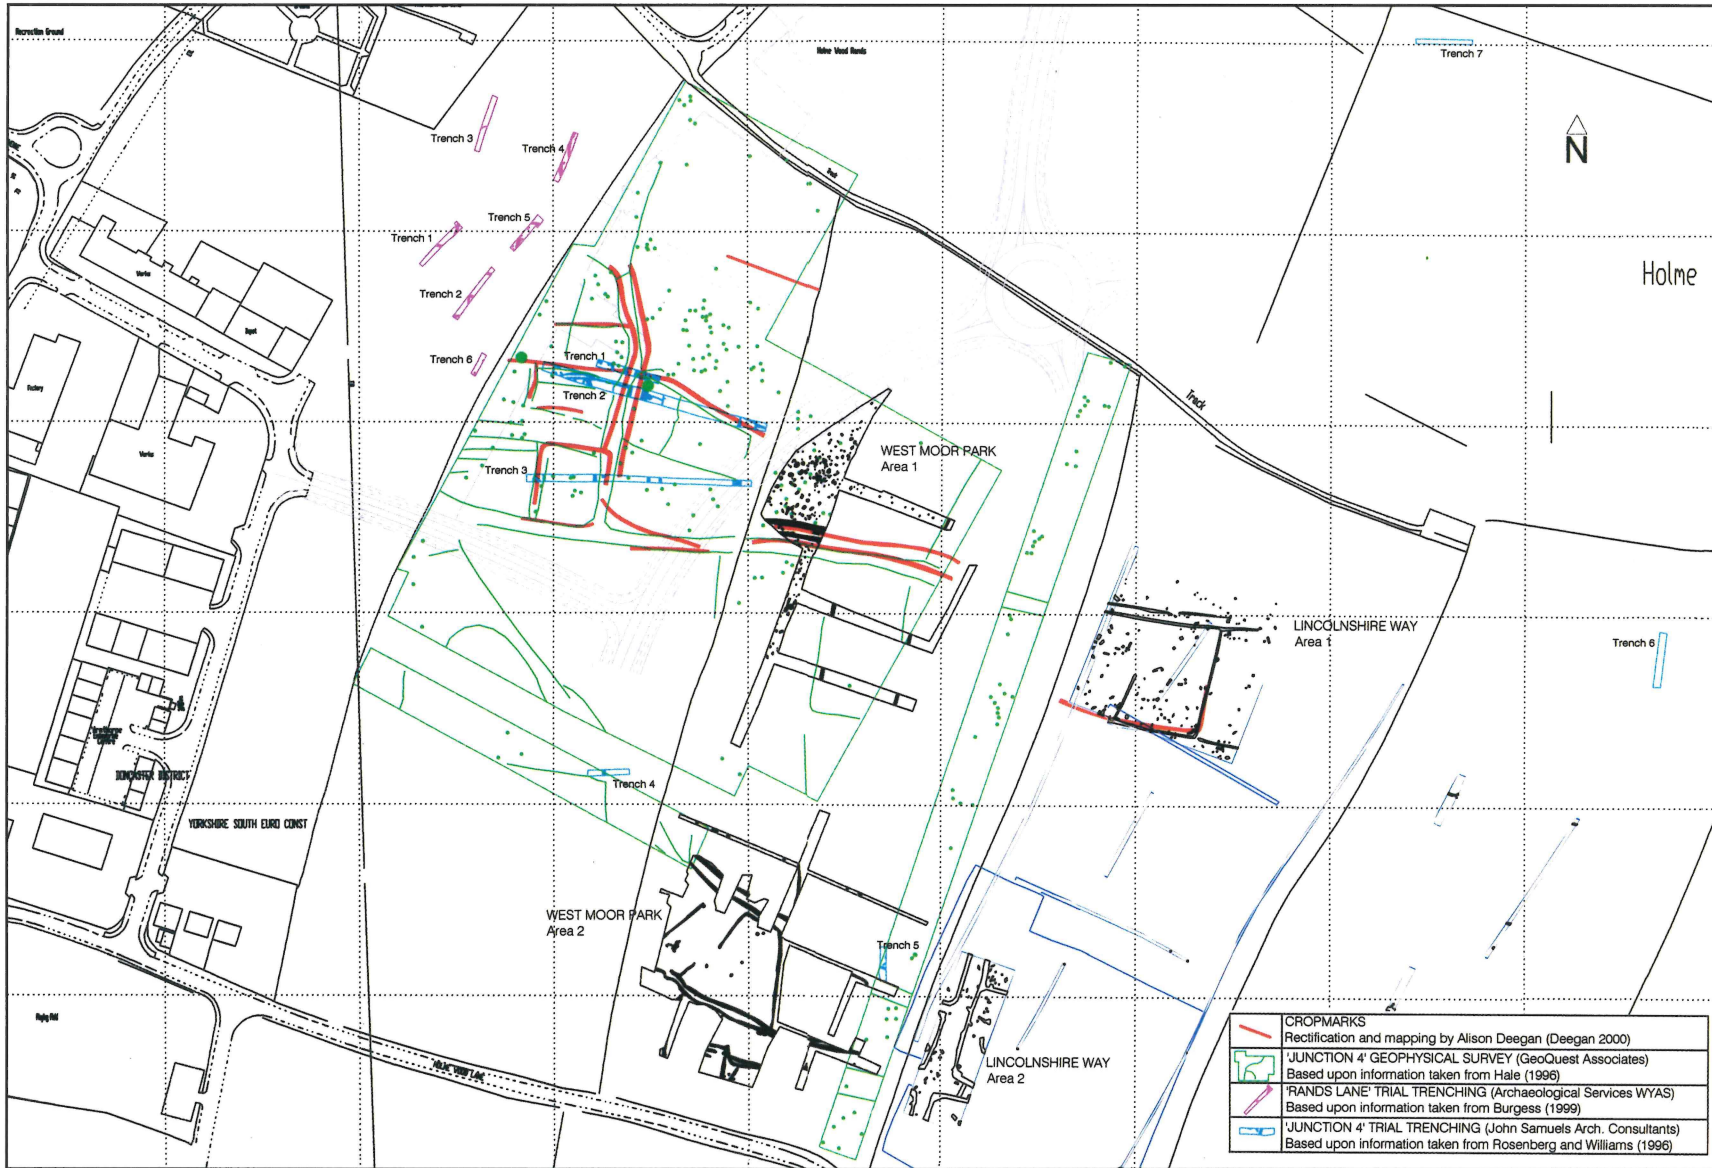 Recreation Ground
Holme Wood Rands
Trench 7
N
Trench 3
Trench 4
Trench 5
Trench 1
Trench 2
Trench 6
Holme
Works
Depot
Factory
Works
Trench 1
Trench 2
Trench 3
Track
WEST MOOR PARK
Area 1
LINCOLNSHIRE WAY
Area 1
Trench 6
Trench 4
DONCASTER DISTRICT
YORKSHIRE SOUTH EURO CONST
WEST MOOR PARK
Area 2
Trench 5
LINCOLNSHIRE WAY
Area 2
CROPMARKS
Rectification and mapping by Alison Deegan (Deegan 2000)
'JUNCTION 4' GEOPHYSICAL SURVEY (GeoQuest Associates)
Based upon information taken from Hale (1996)
'RANDS LANE' TRIAL TRENCHING (Archaeological Services WYAS)
Based upon information taken from Burgess (1999)
'JUNCTION 4' TRIAL TRENCHING (John Samuels Arch. Consultants)
Based upon information taken from Rosenberg and Williams (1996)